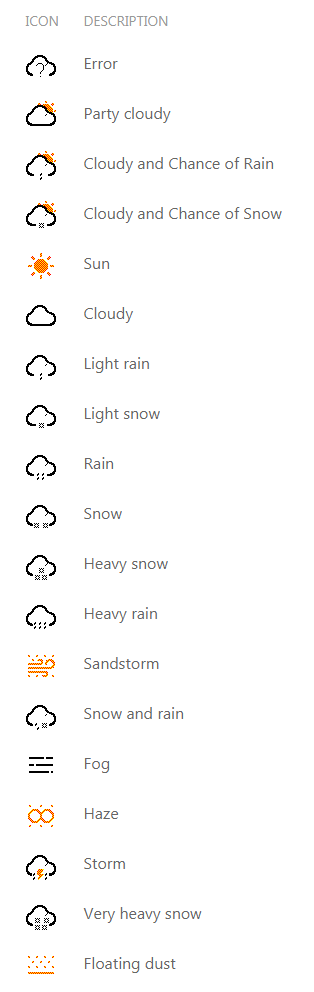 ICON DESCRIPTION
Error
Party cloudy
Cloudy and Chance of Rain
Cloudy and Chance of Snow
Sun
Cloudy
Light rain
Light snow
Rain
Snow
Heavy snow
Heavy rain
Sandstorm
Snow and rain
Fog
Haze
Storm
Very heavy snow
Floating dust